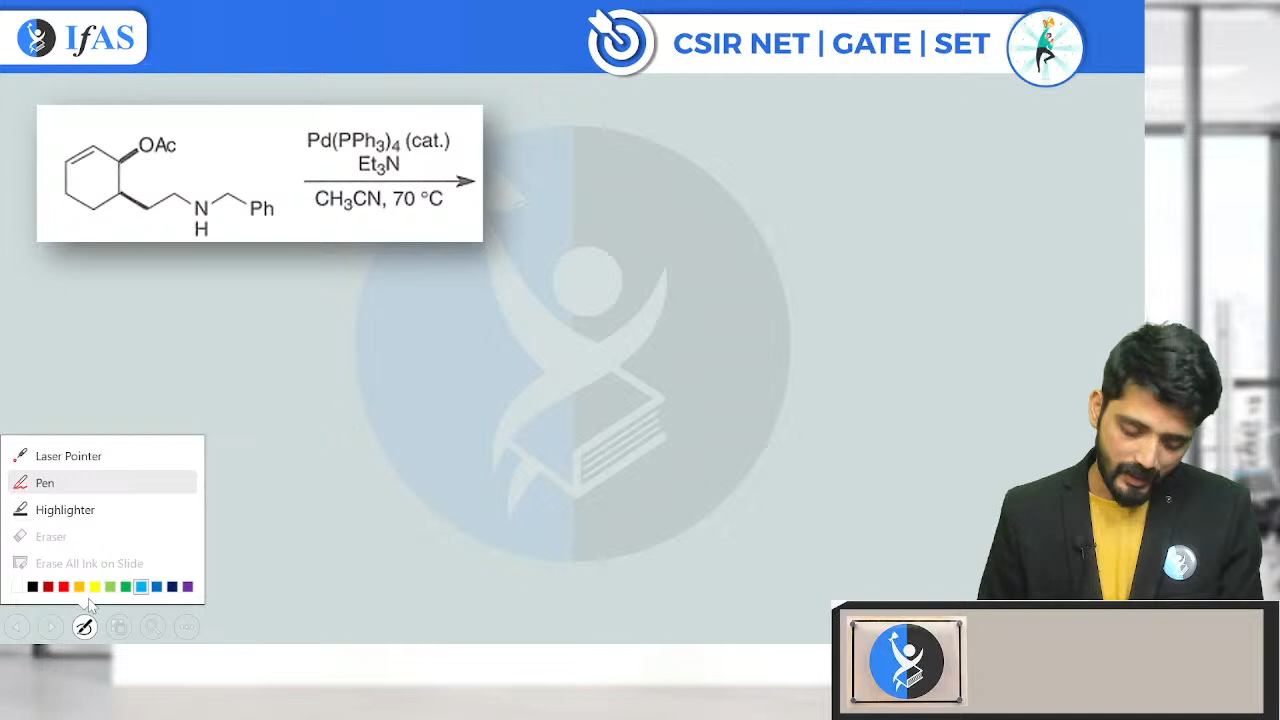 IfAS
CSIR NET | GATE | SET
OAc
N
H
Ph
Pd(PPh3)4 (cat.)
Et3N
CH3CN, 70 °C
Laser Pointer
Pen
Highlighter
Eraser
Erase All Ink on Slide